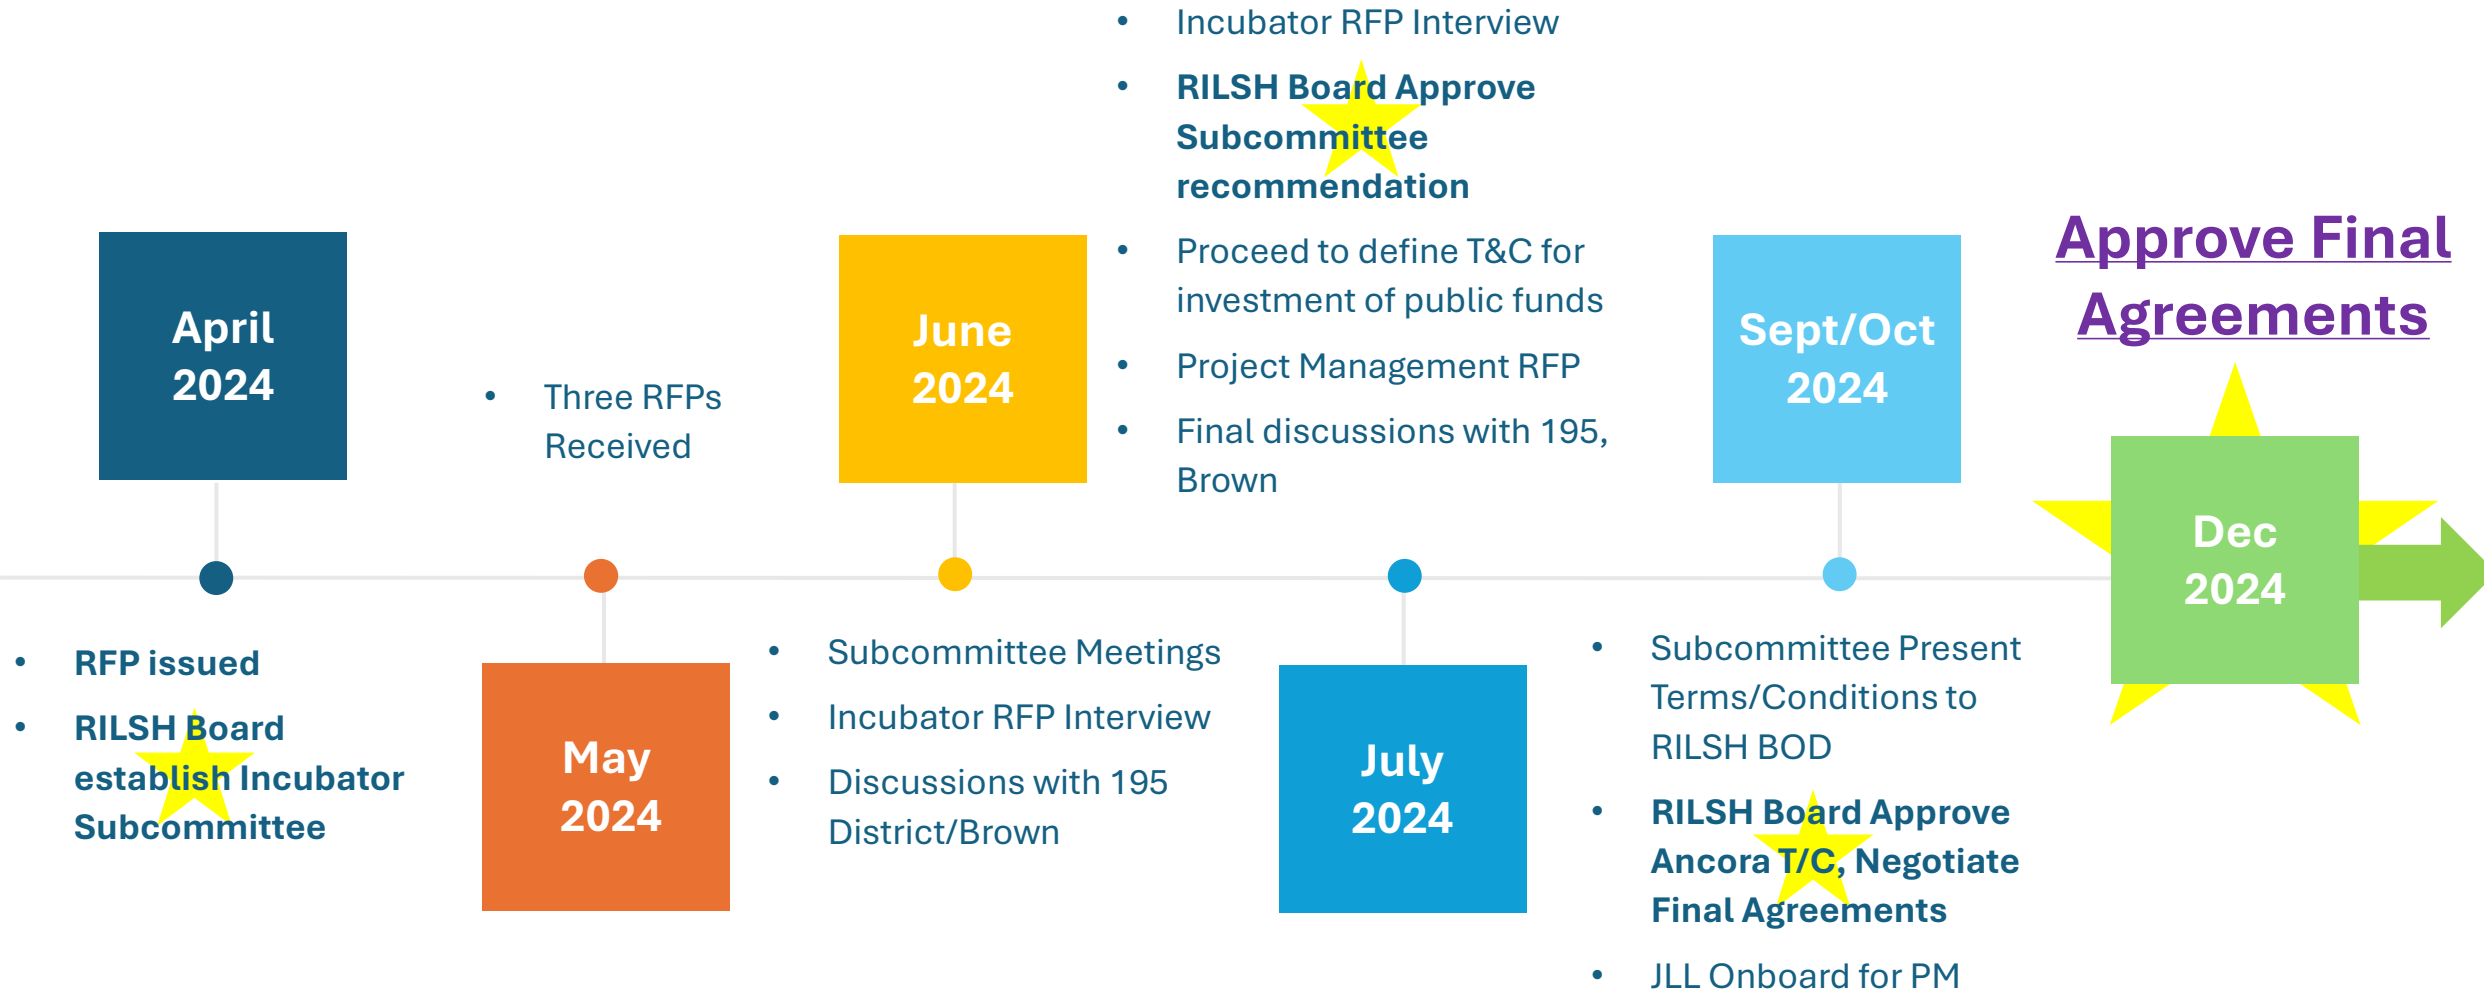 April
2024
• RFP issued
• RILSH Board
establish Incubator
Subcommittee
• Three RFPs
Received
May
2024
June
2024
• Subcommittee Meetings
• Incubator RFP Interview
• Discussions with 195
District/Brown
• Incubator RFP Interview
• RILSH Board Approve
Subcommittee
recommendation
• Proceed to define T&C for
investment of public funds
• Project Management RFP
• Final discussions with 195,
Brown
July
2024
Sept/Oct
2024
• Subcommittee Present
Terms/Conditions to
RILSH BOD
• RILSH Board Approve
Ancora T/C, Negotiate
Final Agreements
• JLL Onboard for PM
Approve Final
Agreements
Dec
2024